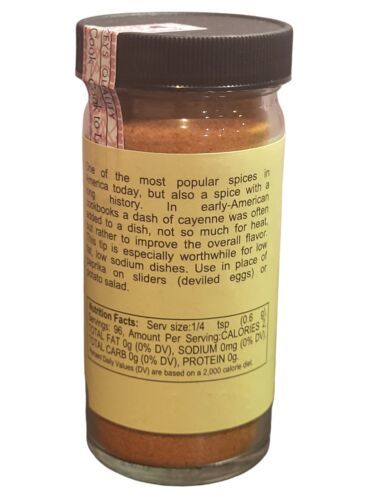 EYS QUALITY
Cook
Cook to b
One of the most popular spices in
America today, but also a spice with a
long history. In early-American
cookbooks a dash of cayenne was often
added to a dish, not so much for heat,
but rather to improve the overall flavor.
This tip is especially worthwhile for low
fat, low sodium dishes. Use in place of
paprika on sliders (deviled eggs) or
potato salad.
Nutrition Facts: Serv size:1/4 tsp (0.6
Servings: 96, Amount Per Serving:CALORIES
TOTAL FAT 0g (0% DV), SODIUM 0mg (0% DV),
TOTAL CARB 0g (0% DV), PROTEIN 0g.
Percent Daily Values (DV) are based on a 2,000 calorie diet.